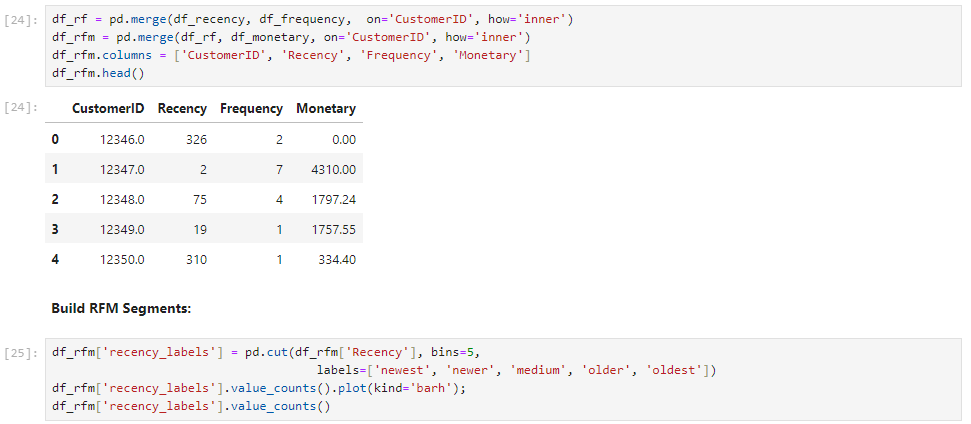 [24]: df_rf = pd.merge(df_recency, df_frequency,  on='CustomerID', how='inner')
df_rfm = pd.merge(df_rf, df_monetary, on='CustomerID', how='inner')
df_rfm.columns = ['CustomerID', 'Recency', 'Frequency', 'Monetary']
df_rfm.head()
[24]: CustomerID Recency Frequency Monetary
0 12346.0 326 2 0.00
1 12347.0 2 7 4310.00
2 12348.0 75 4 1797.24
3 12349.0 19 1 1757.55
4 12350.0 310 1 334.40
Build RFM Segments:
[25]: df_rfm['recency_labels'] = pd.cut(df_rfm['Recency'], bins=5,
labels=['newest', 'newer', 'medium', 'older', 'oldest'])
df_rfm['recency_labels'].value_counts().plot(kind='barh');
df_rfm['recency_labels'].value_counts()